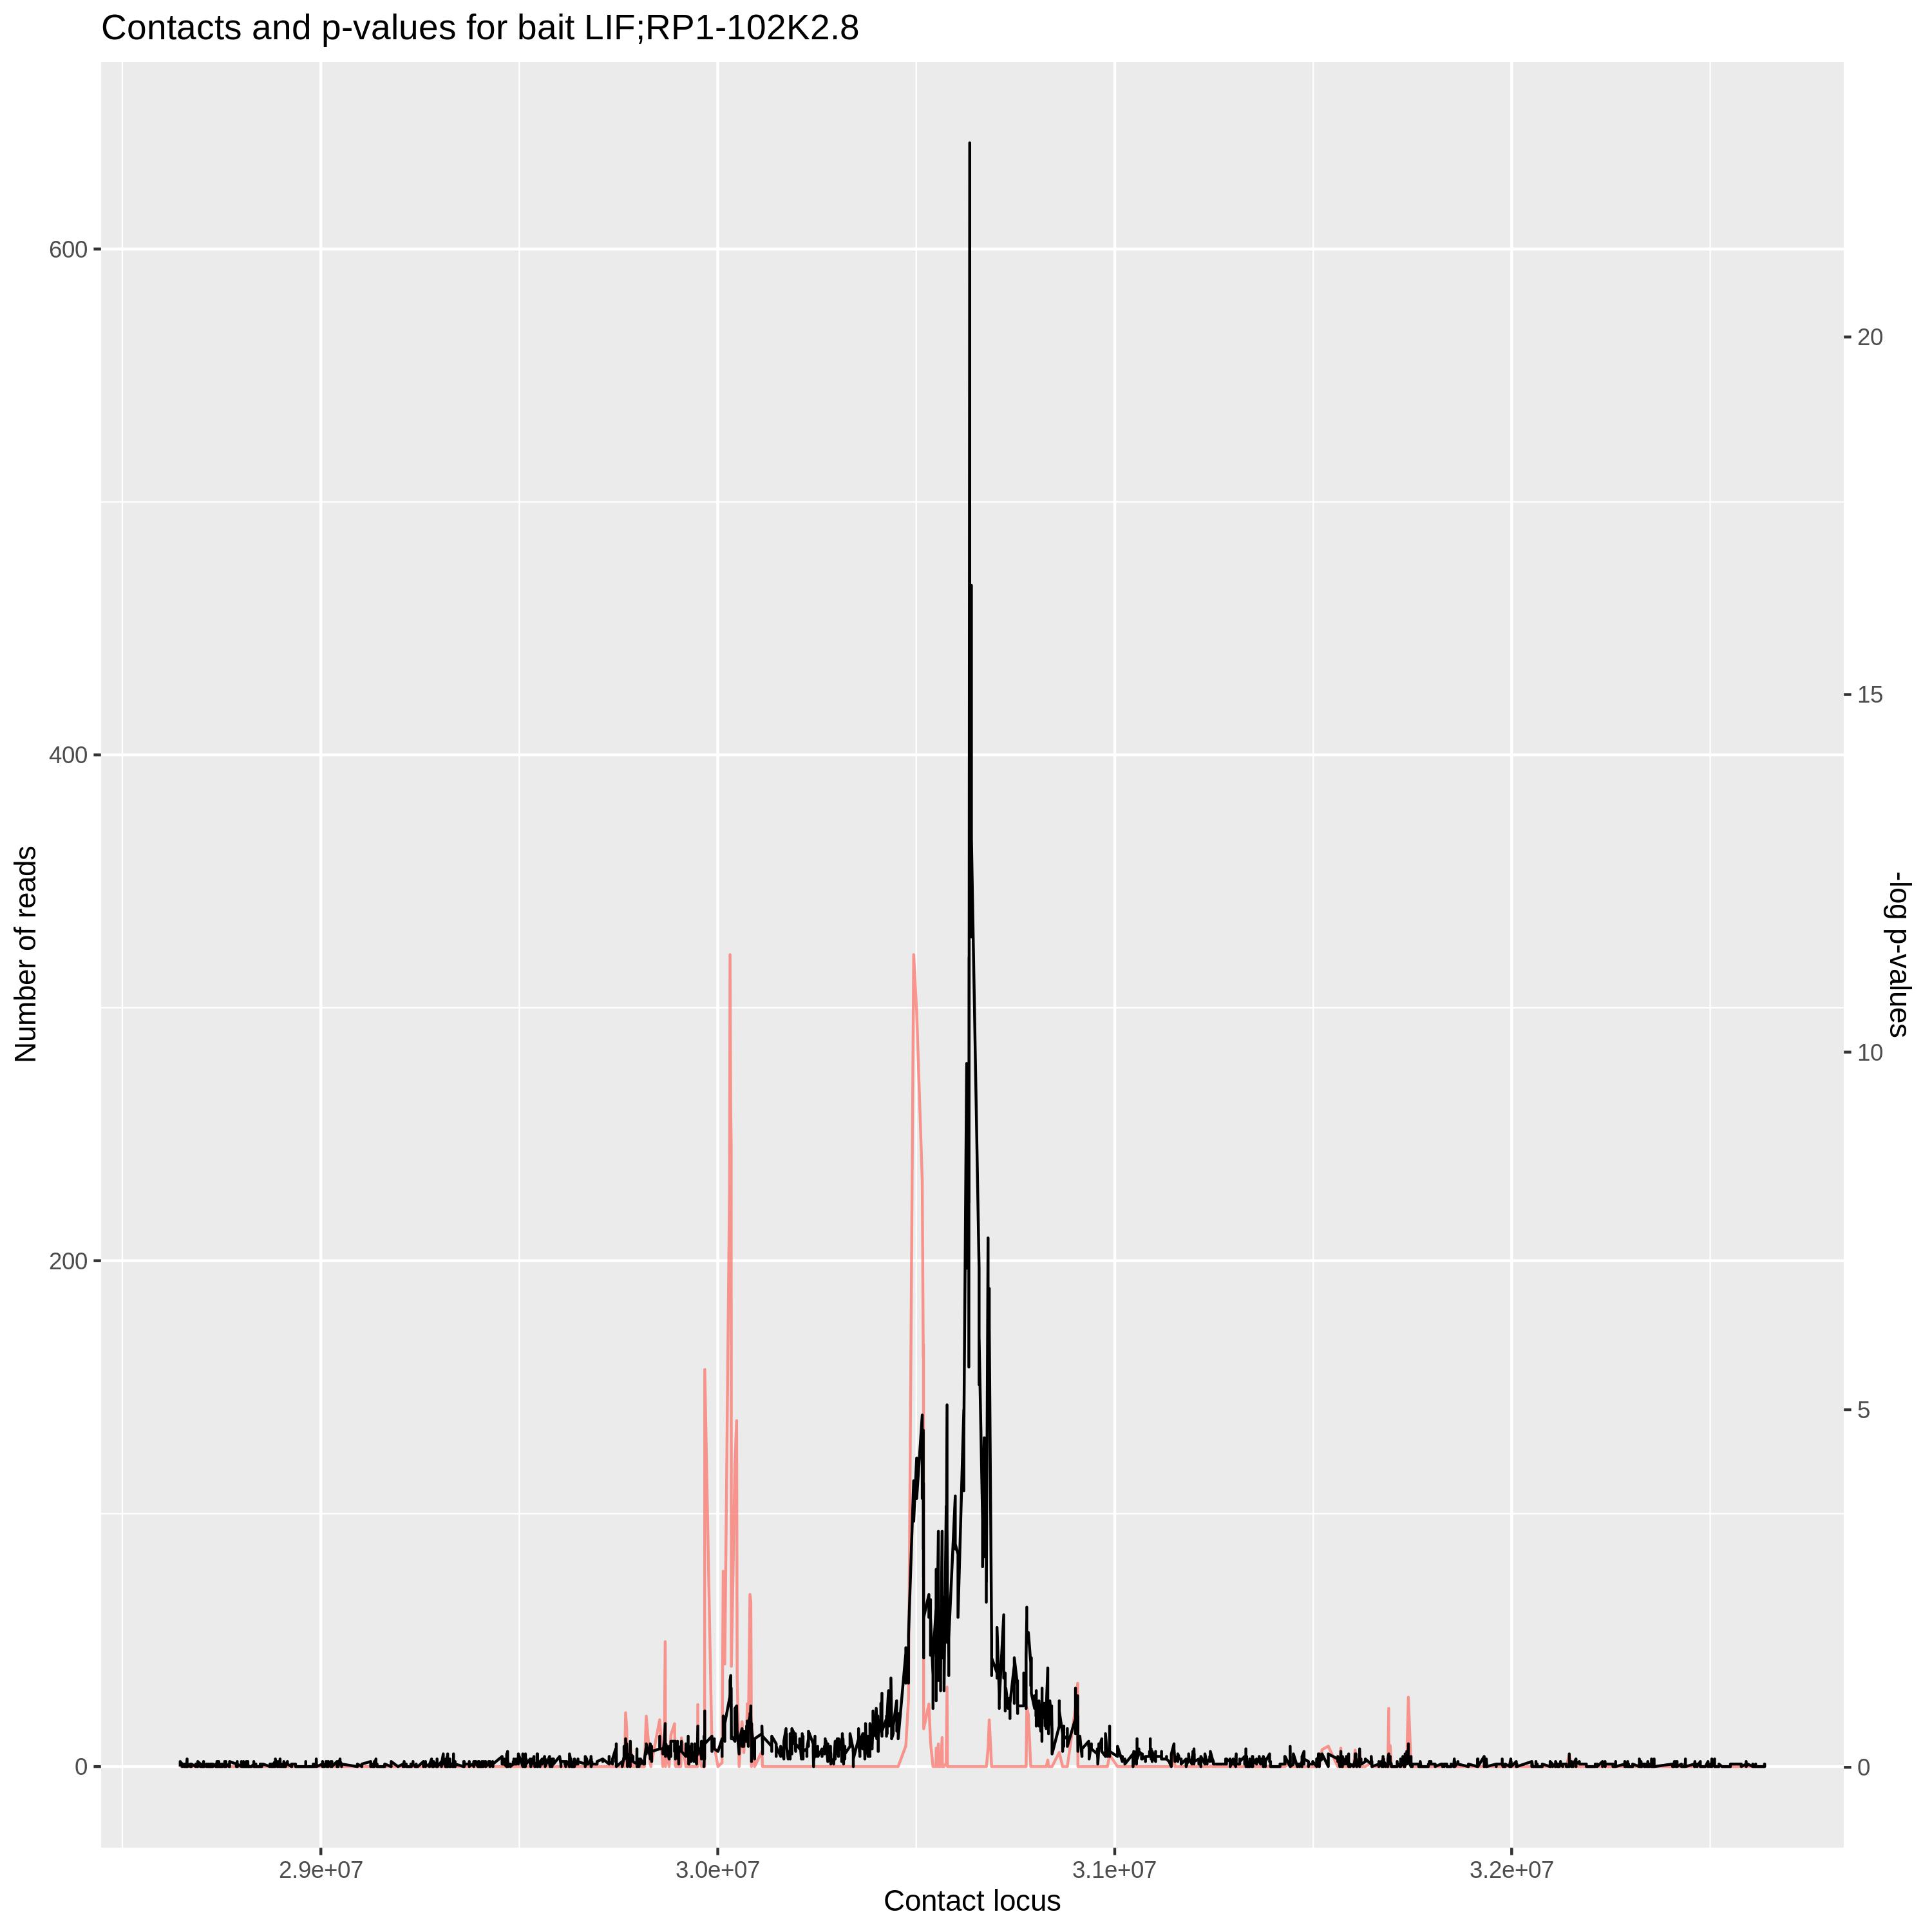 Contacts and p-values for bait LIF;RP1-102K2.8
600
400
200
0
Number of reads
20
15
10
5
0
-log p-values
2.9e+07 3.0e+07 3.1e+07 3.2e+07
Contact locus